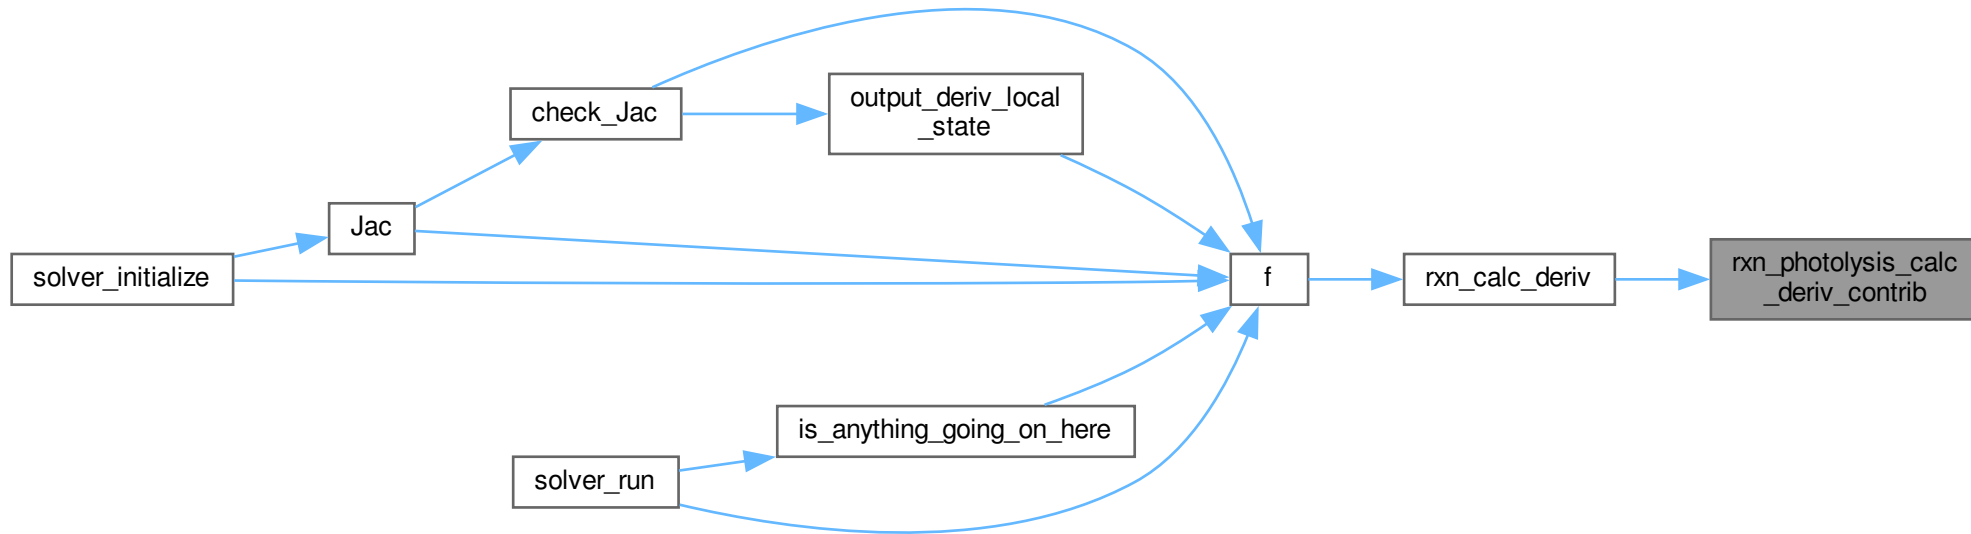 check_Jac
output_deriv_local
_state
Jac
solver_initialize
f
rxn_calc_deriv
rxn_photolysis_calc
_deriv_contrib
is_anything_going_on_here
solver_run